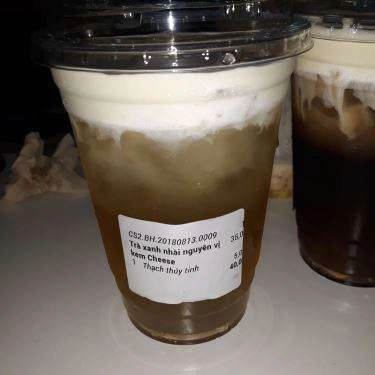 CS2.BH.20180813.0009
Trà xanh nhài nguyên vị 35,0
kem Cheese
1 Thạch thủy tinh 5,0
40,0